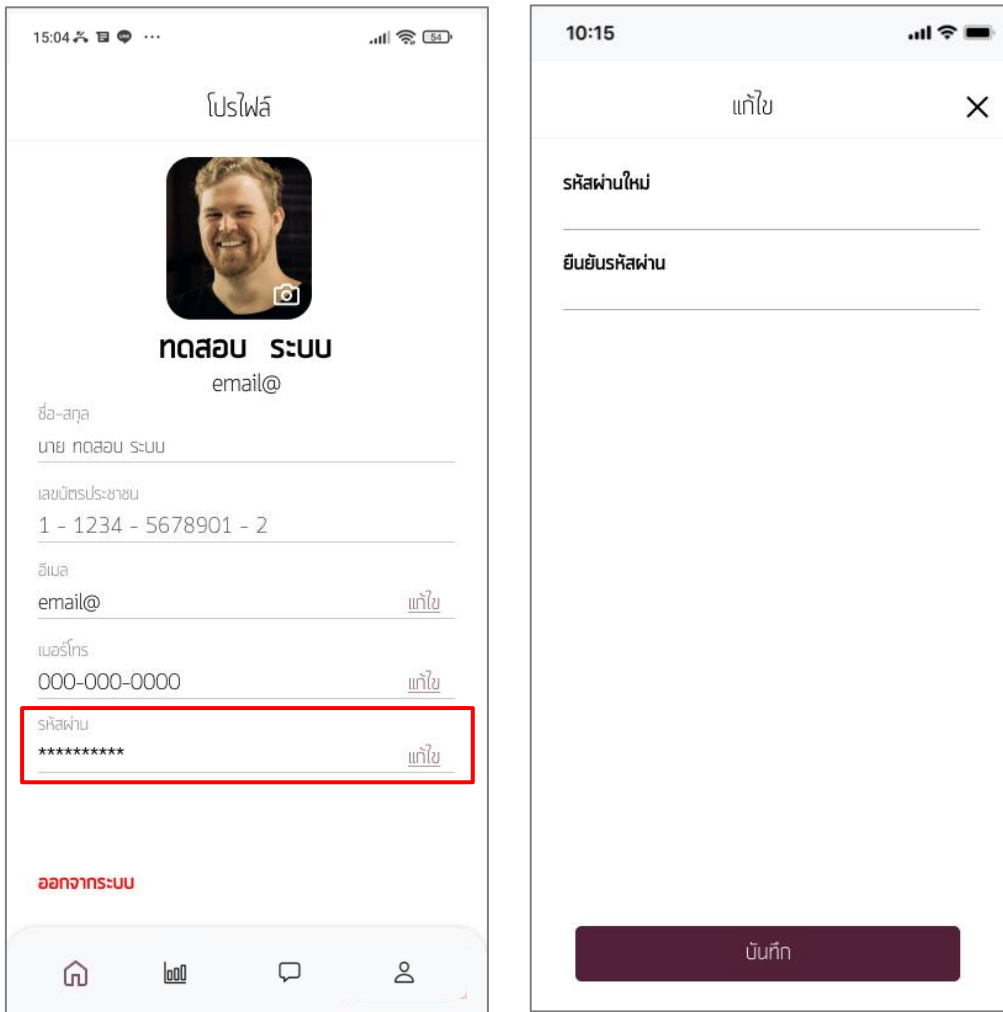 15:04
54
โปรไฟล์
ทดสอบ ระบบ
email@
ชื่อ-สกุล
นาย ทดสอบ ระบบ
เลขบัตรประชาชน
1 - 1234 - 5678901 - 2
อีเมล
email@ แก้ไข
เบอร์โทร
000-000-0000 แก้ไข
รหัสผ่าน
********** แก้ไข
ออกจากระบบ
10:15
แก้ไข
รหัสผ่านใหม่
ยืนยันรหัสผ่าน
บันทึก